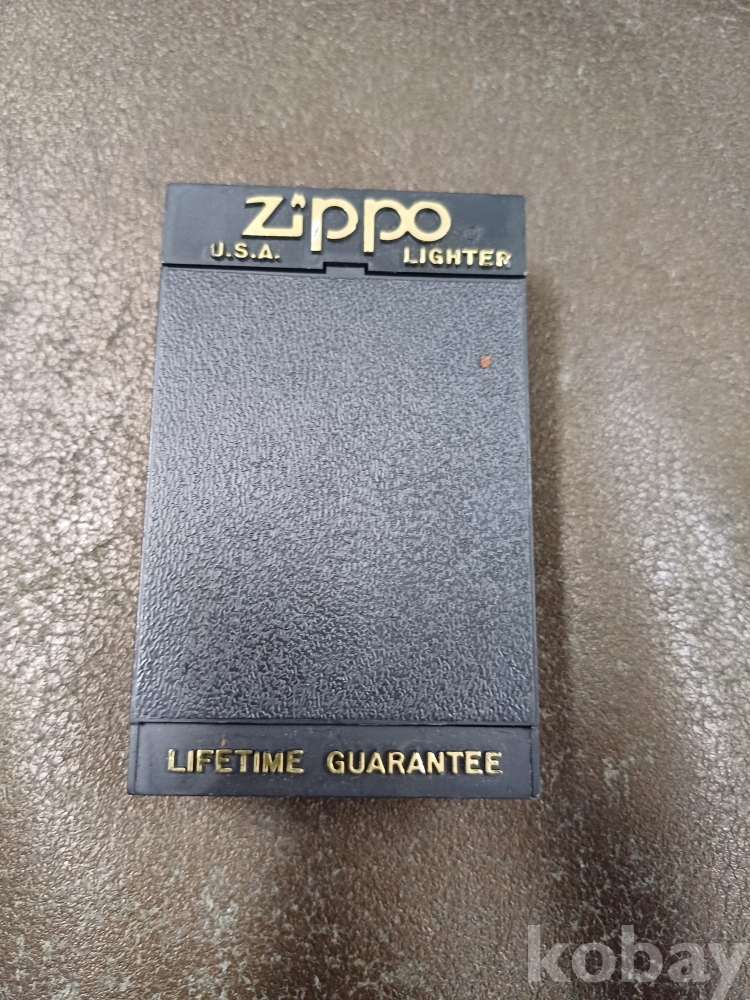 Zippo
U.S.A. LIGHTER
LIFETIME GUARANTEE
kobay